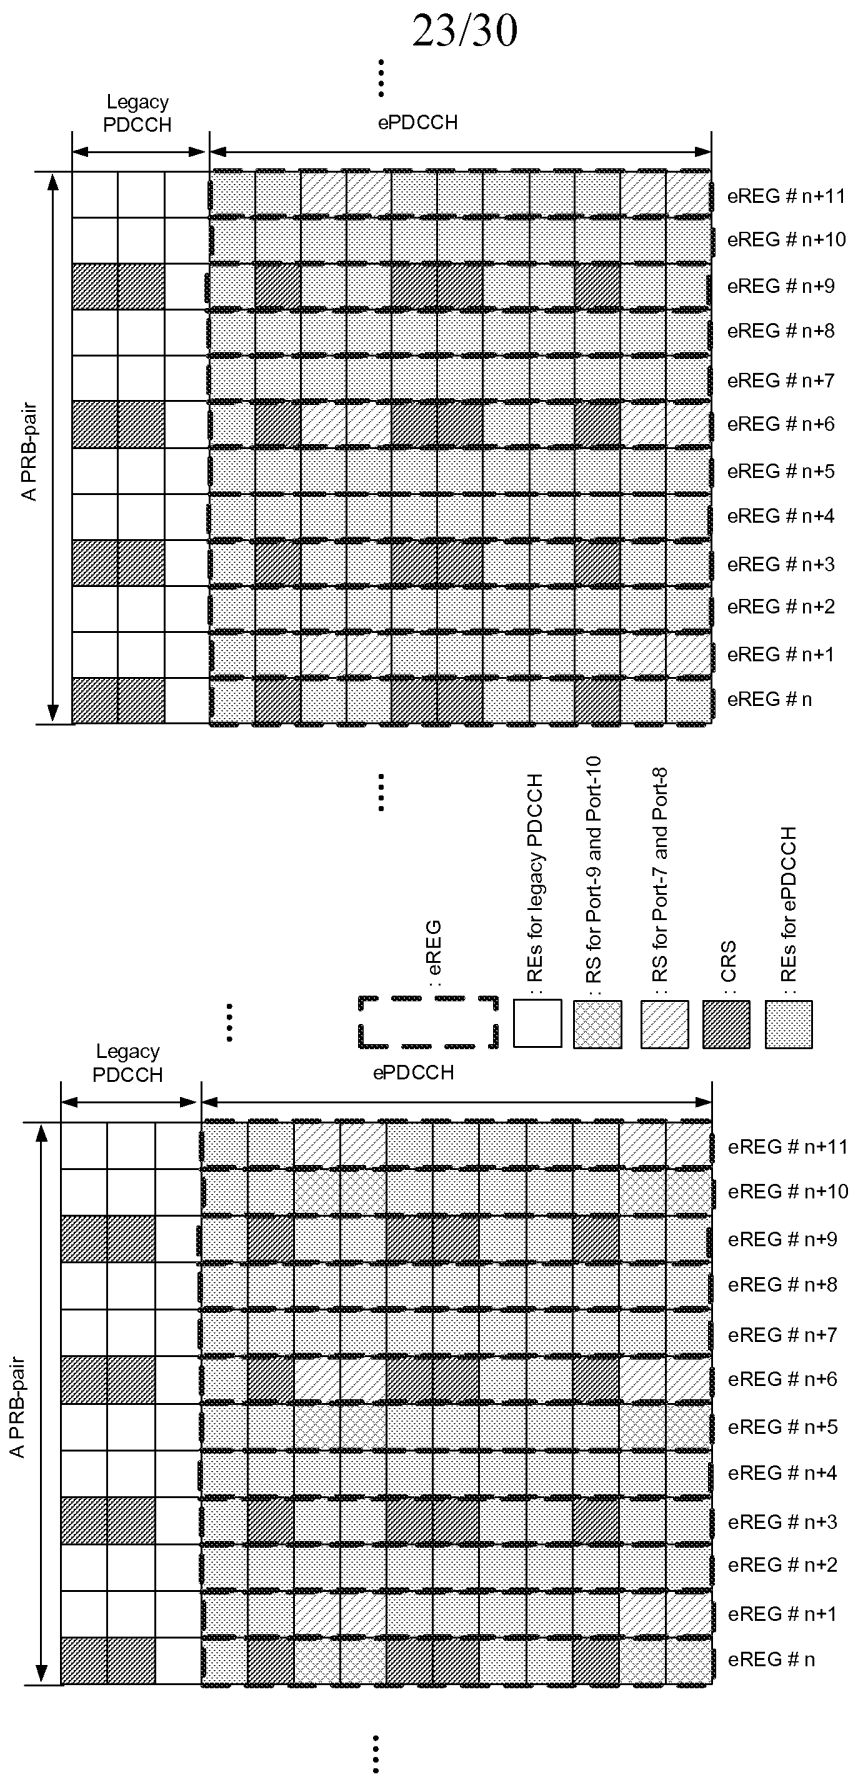 23/30
Legacy
PDCCH
ePDCCH
A PRB-pair
eREG # n+11
eREG # n+10
eREG # n+9
eREG # n+8
eREG # n+7
eREG # n+6
eREG # n+5
eREG # n+4
eREG # n+3
eREG # n+2
eREG # n+1
eREG # n
: eREG
: REs for legacy PDCCH
: RS for Port-9 and Port-10
: RS for Port-7 and Port-8
: CRS
: REs for ePDCCH
Legacy
PDCCH
ePDCCH
A PRB-pair
eREG # n+11
eREG # n+10
eREG # n+9
eREG # n+8
eREG # n+7
eREG # n+6
eREG # n+5
eREG # n+4
eREG # n+3
eREG # n+2
eREG # n+1
eREG # n